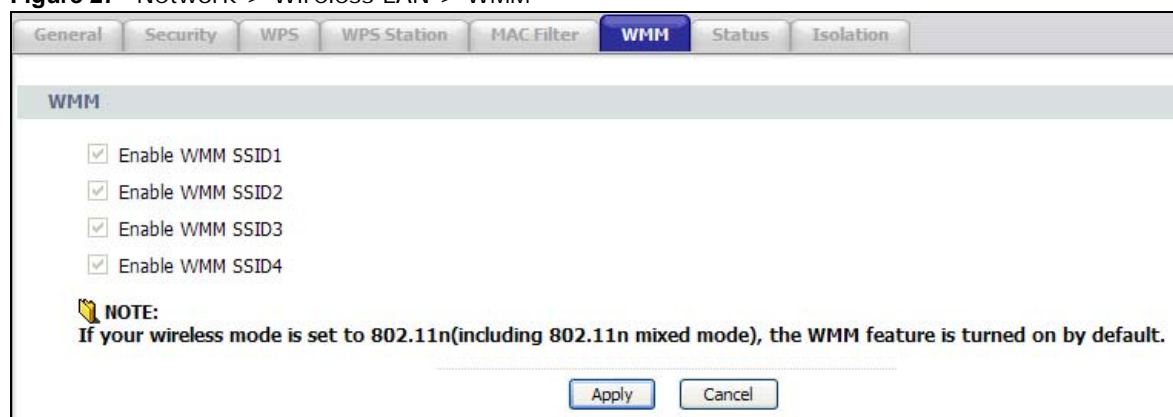 Figure 27 Network > Wireless LAN > WMM
General Security WPS WPS Station MAC Filter WMM Status Isolation
WMM
Enable WMM SSID1
Enable WMM SSID2
Enable WMM SSID3
Enable WMM SSID4
NOTE:
If your wireless mode is set to 802.11n(including 802.11n mixed mode), the WMM feature is turned on by default.
Apply Cancel